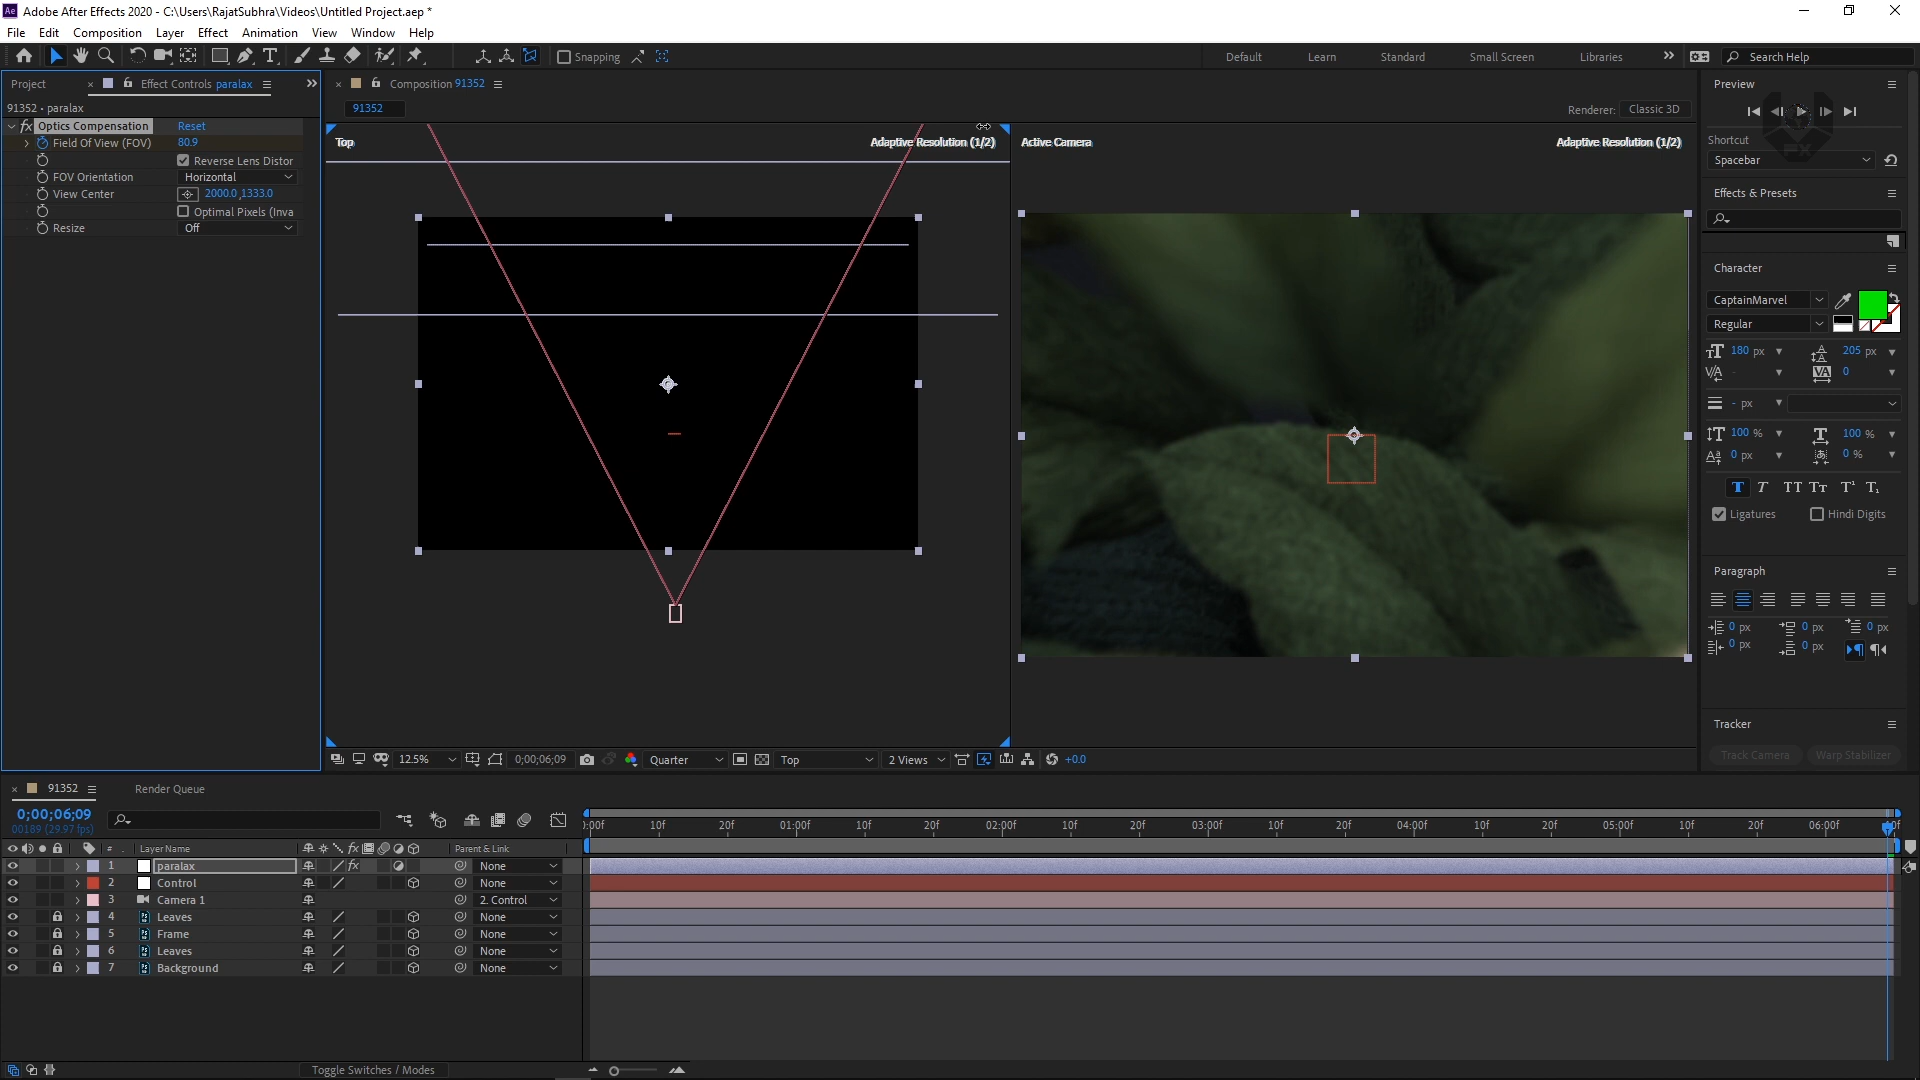 Ae Adobe After Effects 2020 - C:\Users\RajatSubhra\Videos\Untitled Project.aep *
File Edit Composition Layer Effect Animation View Window Help
Snapping Default Learn Standard Small Screen Libraries Search Help
Project Effect Controls paralax Composition 91352 Preview
91352 • paralax 91352 Renderer: Classic 3D
fx Optics Compensation Reset
Field Of View (FOV) 80.9
Reverse Lens Distor
FOV Orientation Horizontal
View Center 2000.0,1333.0
Optimal Pixels (Inva
Resize Off
Top Adaptive Resolution (1/2) Active Camera Adaptive Resolution (1/2)
Shortcut
Spacebar
Effects & Presets
Character
CaptainMarvel
Regular
180 px 205 px
- 0
- px
100 % 100 %
0 px 0 %
T T TT Tt T¹ T₁
Ligatures Hindi Digits
Paragraph
0 px 0 px 0 px
0 px 0 px
Tracker
Track Camera Warp Stabilizer
12.5% 0;00;06;09 Quarter Top 2 Views +0.0
91352 Render Queue
0;00;06;09
00189 (29.97 fps)
):00f 10f 20f 01:00f 10f 20f 02:00f 10f 20f 03:00f 10f 20f 04:00f 10f 20f 05:00f 10f 20f 06:00f
# Layer Name fx Parent & Link
1 paralax fx None
2 Control None
3 Camera 1 2. Control
4 Leaves None
5 Frame None
6 Leaves None
7 Background None
Toggle Switches / Modes